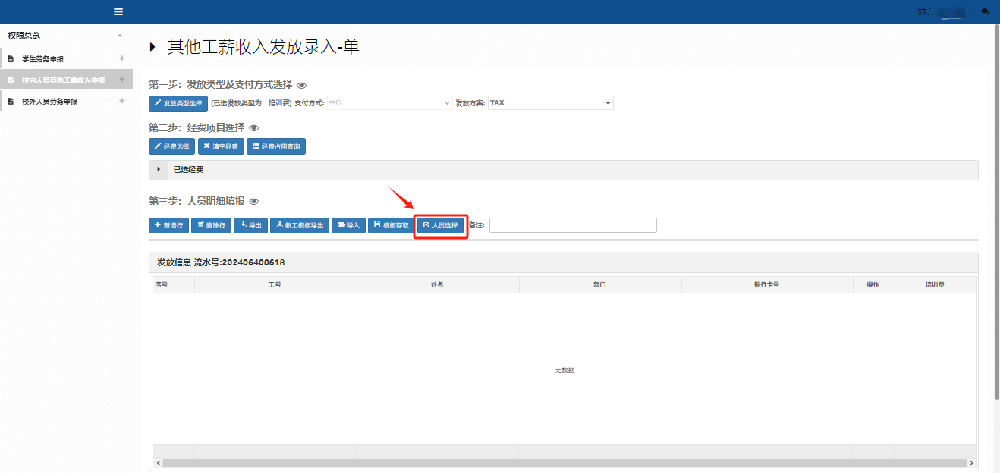 你好,
权限总览
学生劳务申报
校内人员其他工薪收入申报
校外人员劳务申报
其他工薪收入发放录入-单
第一步：发放类型及支付方式选择
发放类型选择 (已选发放类型为：培训费) 支付方式: 中行 发放方案: TAX
第二步：经费项目选择
经费选择 清空经费 经费占用查询
已选经费
第三步：人员明细填报
新增行 删除行 导出 教工模板导出 导入 模板存取 人员选择 备注:
发放信息 流水号:202406400618
序号 工号 姓名 部门 银行卡号 操作 培训费
无数据